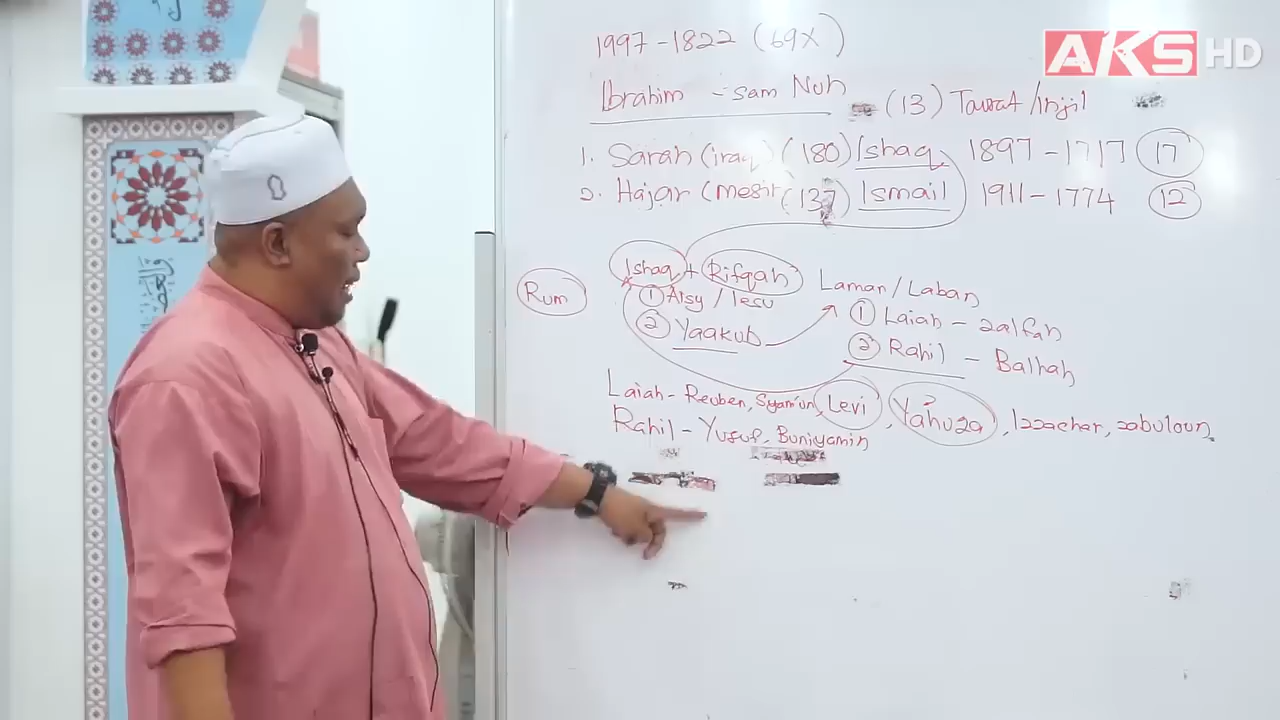 AKS HD
1997 - 1822 (69x)
Ibrahim - sam Nuh
(13) Taurat / Injil
1. Sarah (iraq) (180) Ishaq 1897 - 1717 (17)
2. Hajar (mesir) (137) Ismail 1911 - 1774 (12)
Rum
Ishaq + Rifqah
① Aisy / Iesu
② Yaakub
Laman / Laban
① Laiah - Zalfah
② Rahil - Balhah
Laiah - Reuben, Syam'un, Levi, Yahuza, Izzachar, zabuloun.
Rahil - Yusuf, Buniyamin